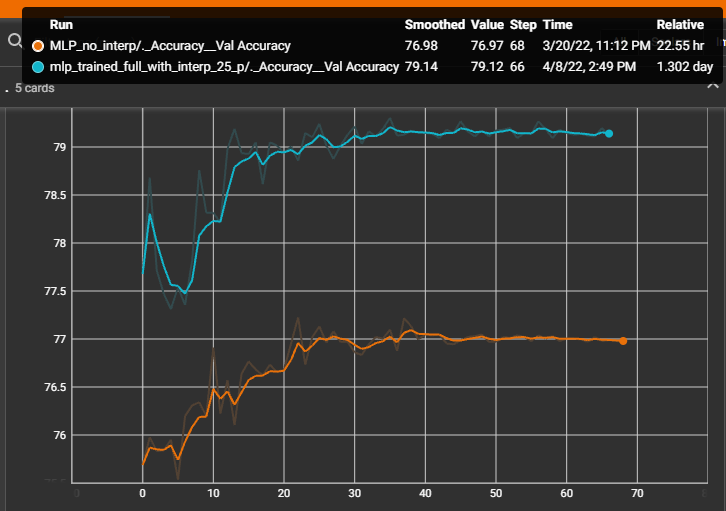 Run Smoothed Value Step Time Relative
MLP_no_interp/._Accuracy__Val Accuracy 76.98 76.97 68 3/20/22, 11:12 PM 22.55 hr
mlp_trained_full_with_interp_25_p/._Accuracy__Val Accuracy 79.14 79.12 66 4/8/22, 2:49 PM 1.302 day
5 cards
79
78.5
78
77.5
77
76.5
76
0 10 20 30 40 50 60 70